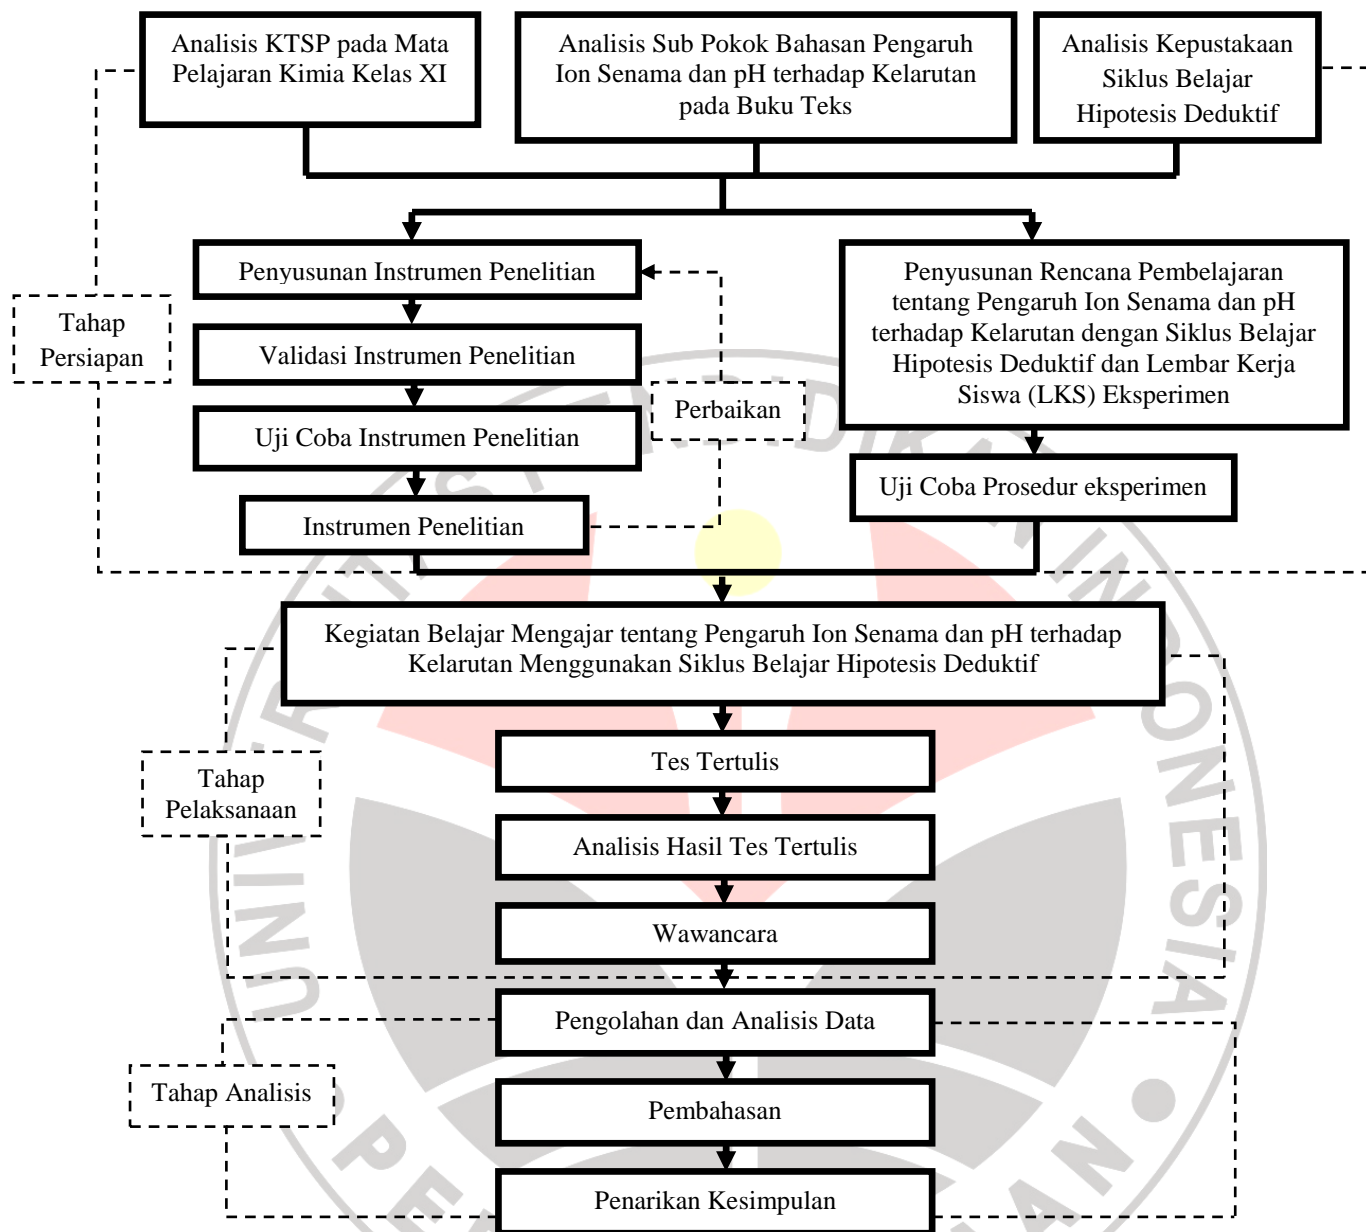 Analisis KTSP pada Mata
Pelajaran Kimia Kelas XI
Analisis Sub Pokok Bahasan Pengaruh
Ion Senama dan pH terhadap Kelarutan
pada Buku Teks
Analisis Kepustakaan
Siklus Belajar
Hipotesis Deduktif
Penyusunan Instrumen Penelitian
Penyusunan Rencana Pembelajaran
tentang Pengaruh Ion Senama dan pH
terhadap Kelarutan dengan Siklus Belajar
Hipotesis Deduktif dan Lembar Kerja
Siswa (LKS) Eksperimen
Tahap
Persiapan
Validasi Instrumen Penelitian
Perbaikan
Uji Coba Instrumen Penelitian
Uji Coba Prosedur eksperimen
Instrumen Penelitian
Kegiatan Belajar Mengajar tentang Pengaruh Ion Senama dan pH terhadap
Kelarutan Menggunakan Siklus Belajar Hipotesis Deduktif
Tes Tertulis
Tahap
Pelaksanaan
Analisis Hasil Tes Tertulis
Wawancara
Pengolahan dan Analisis Data
Tahap Analisis
Pembahasan
Penarikan Kesimpulan